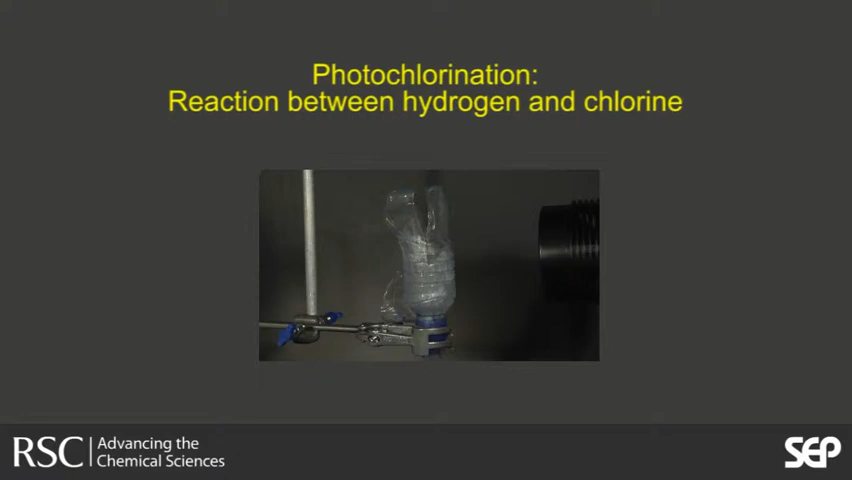 Photochlorination:
Reaction between hydrogen and chlorine
RSC
Advancing the
Chemical Sciences
SEP